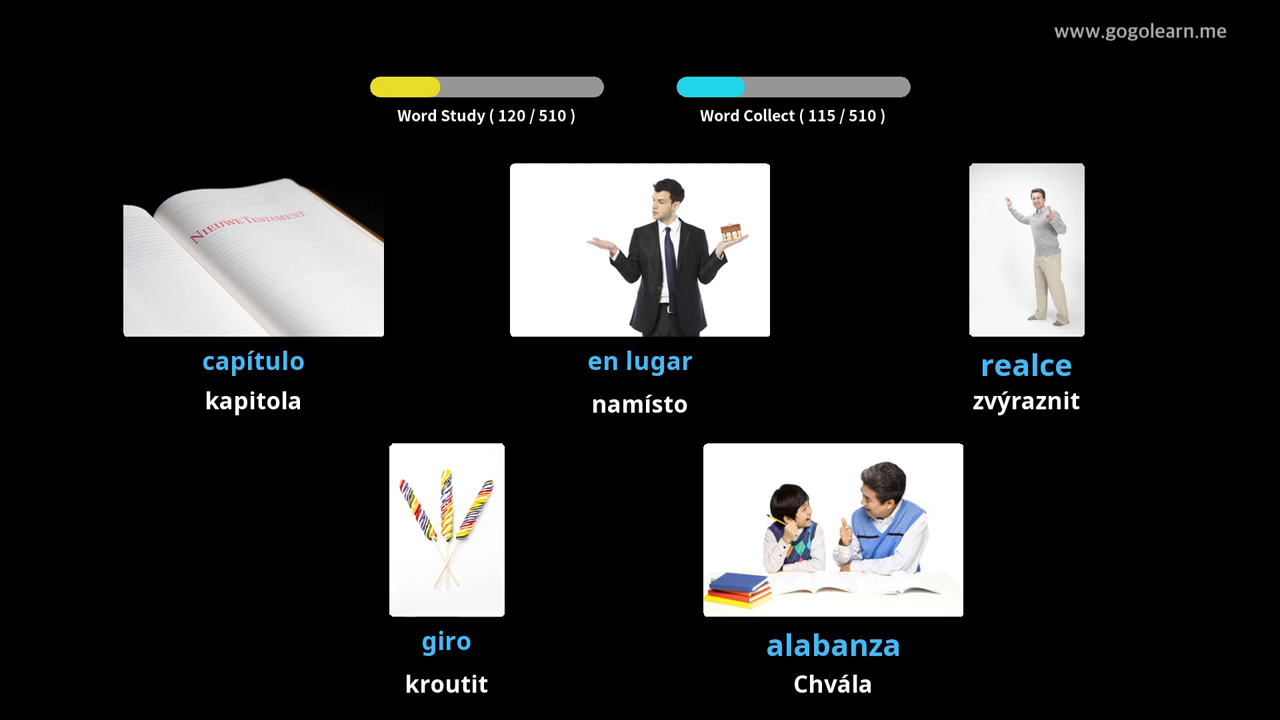 www.gogolearn.me
Word Study ( 120 / 510 )
Word Collect ( 115 / 510 )
NIEUWE TESTAMENT
capítulo
kapitola
en lugar
namísto
realce
zvýraznit
giro
kroutit
alabanza
Chvála